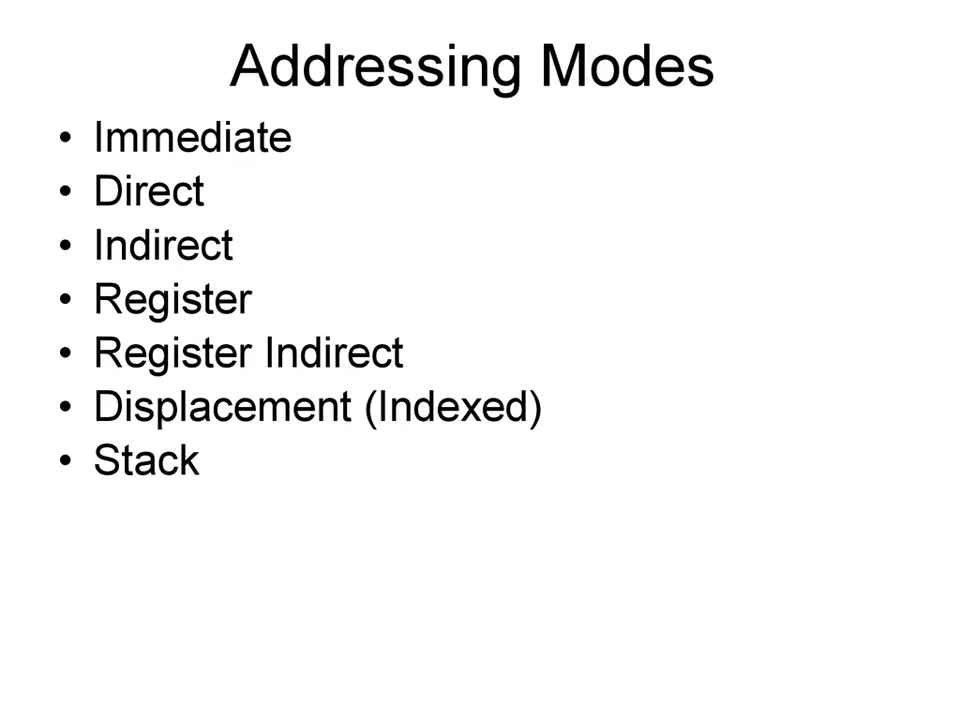 Addressing Modes
• Immediate
• Direct
• Indirect
• Register
• Register Indirect
• Displacement (Indexed)
• Stack